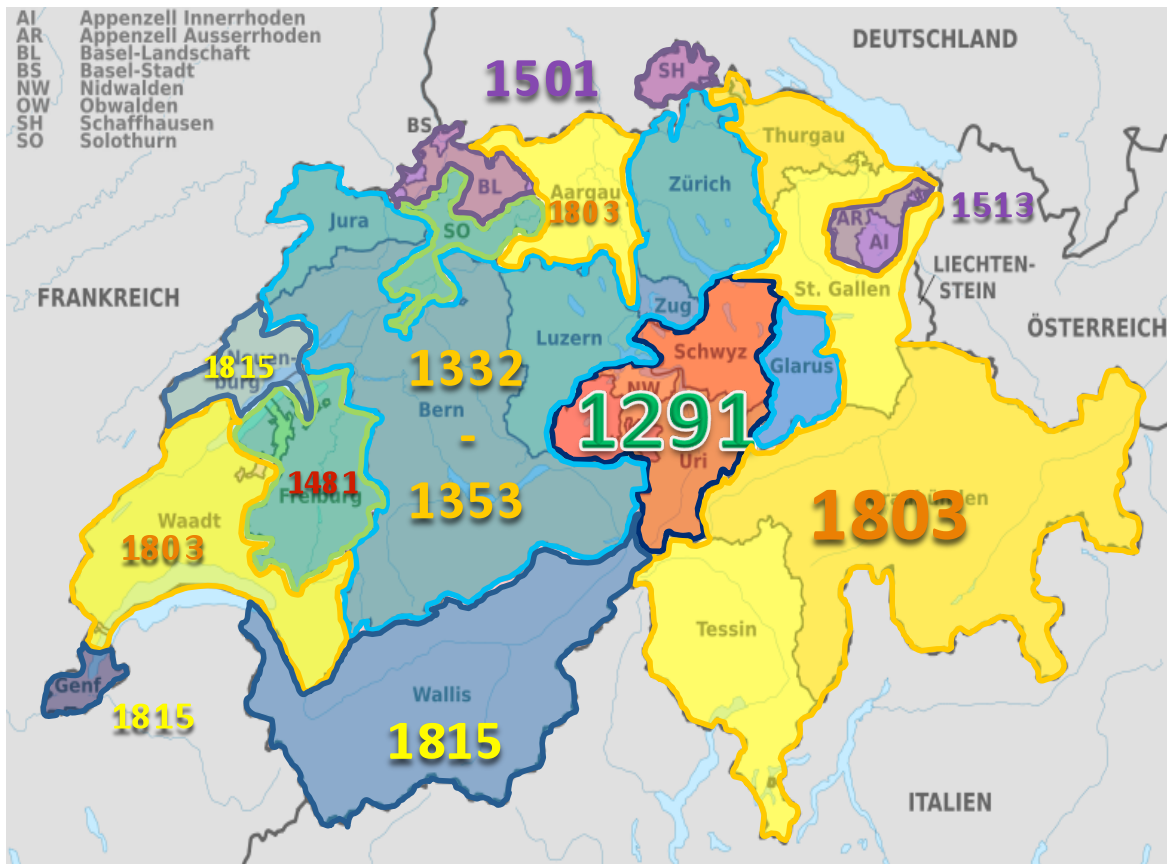 AI Appenzell Innerrhoden
AR Appenzell Ausserrhoden
BL Basel-Landschaft
BS Basel-Stadt
NW Nidwalden
OW Obwalden
SH Schaffhausen
SO Solothurn
DEUTSCHLAND
SH
1501
BS
Thurgau
BL
Aargau
Zürich
1803
Jura
SO
AR
1513
AI
LIECHTEN-
STEIN
FRANKREICH
St. Gallen
Zug
ÖSTERREICH
Luzern
Schwyz
1815
Glarus
burg
1332
-
1353
NW
Bern
1291
Uri
1481
Freiburg
1803
Waadt
1803
Tessin
Genf
Wallis
1815
1815
ITALIEN